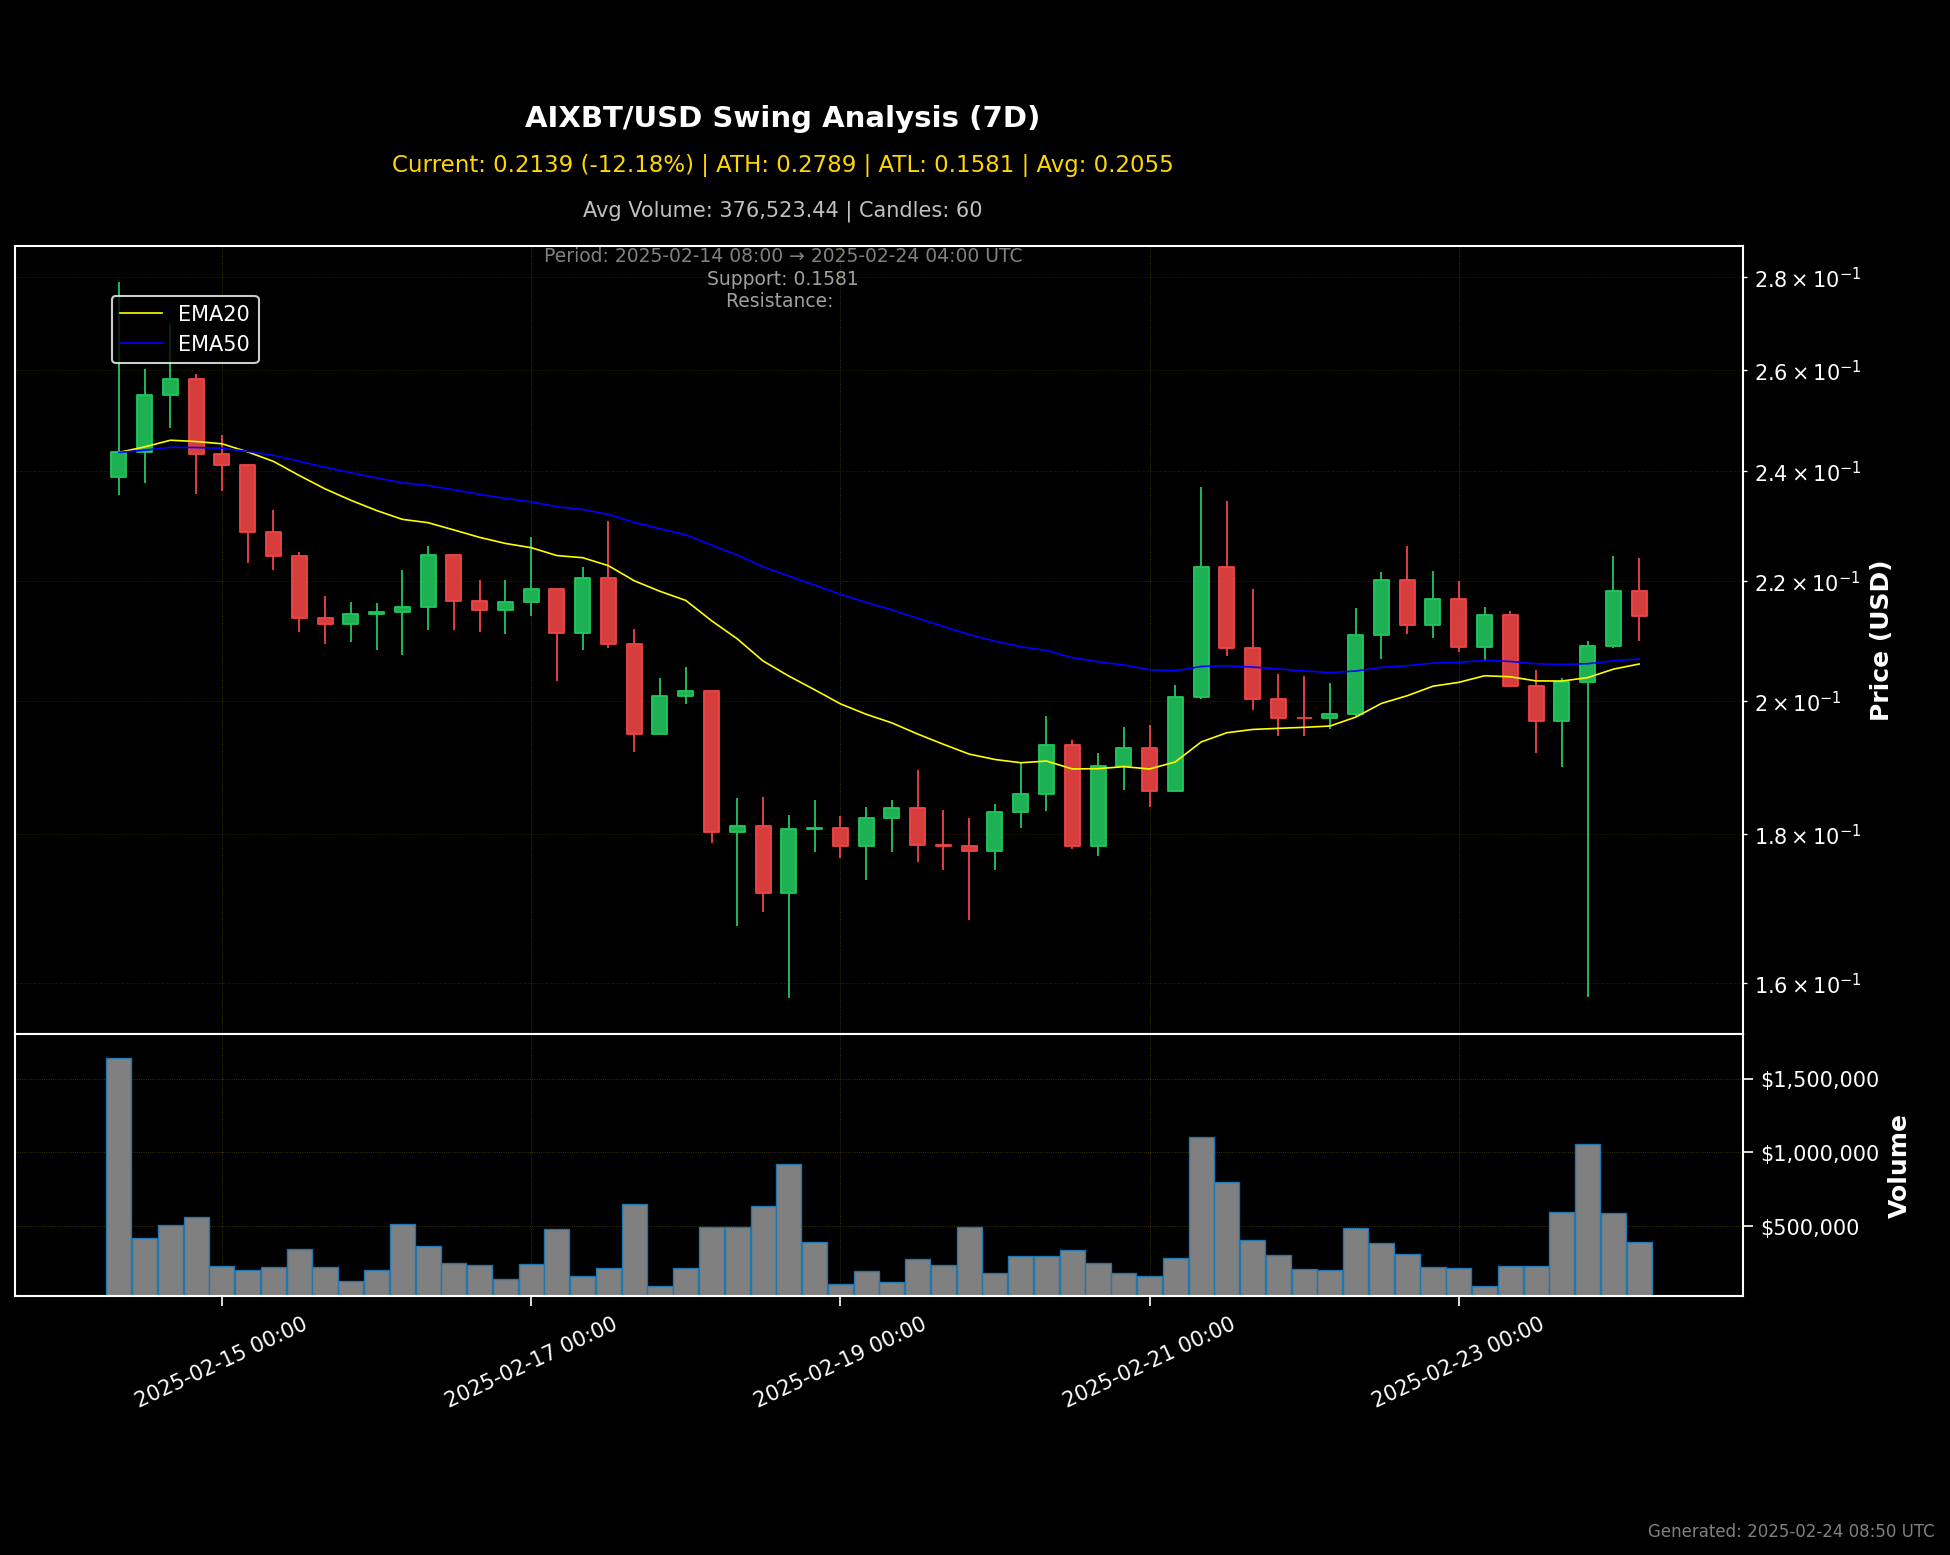 AIXBT/USD Swing Analysis (7D)
Current: 0.2139 (-12.18%) | ATH: 0.2789 | ATL: 0.1581 | Avg: 0.2055
Avg Volume: 376,523.44 | Candles: 60
Period: 2025-02-14 08:00 → 2025-02-24 04:00 UTC
Support: 0.1581
Resistance:
EMA20
EMA50
2.8 × 10⁻¹
2.6 × 10⁻¹
2.4 × 10⁻¹
2.2 × 10⁻¹
2 × 10⁻¹
1.8 × 10⁻¹
1.6 × 10⁻¹
Price (USD)
$1,500,000
$1,000,000
$500,000
Volume
2025-02-15 00:00
2025-02-17 00:00
2025-02-19 00:00
2025-02-21 00:00
2025-02-23 00:00
Generated: 2025-02-24 08:50 UTC